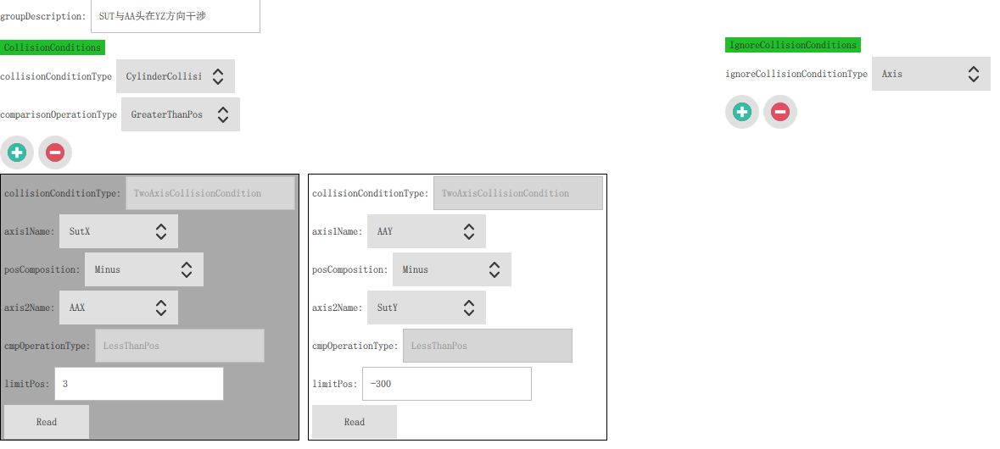 groupDescription: SUT与AA头在YZ方向干涉
CollisionConditions
collisionConditionType CylinderCollisi
comparisonOperationType GreaterThanPos
IgnoreCollisionConditions
ignoreCollisionConditionType Axis
collisionConditionType: TwoAxisCollisionCondition
axis1Name: SutX
posComposition: Minus
axis2Name: AAX
cmpOperationType: LessThanPos
limitPos: 3
Read
collisionConditionType: TwoAxisCollisionCondition
axis1Name: AAY
posComposition: Minus
axis2Name: SutY
cmpOperationType: LessThanPos
limitPos: -300
Read